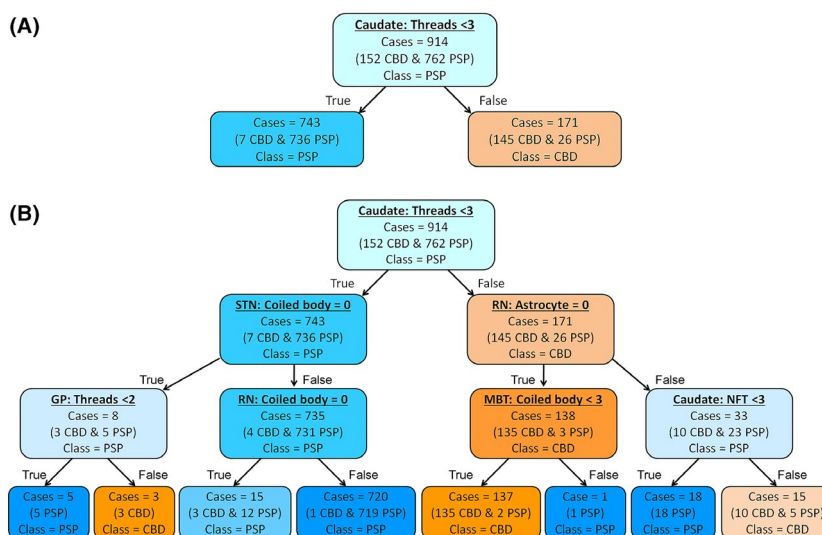 (A)
Caudate: Threads <3
Cases = 914
(152 CBD & 762 PSP)
Class = PSP
True
False
Cases = 743
(7 CBD & 736 PSP)
Class = PSP
Cases = 171
(145 CBD & 26 PSP)
Class = CBD
(B)
Caudate: Threads <3
Cases = 914
(152 CBD & 762 PSP)
Class = PSP
True
False
STN: Coiled body = 0
Cases = 743
(7 CBD & 736 PSP)
Class = PSP
RN: Astrocyte = 0
Cases = 171
(145 CBD & 26 PSP)
Class = CBD
True
False
True
False
GP: Threads <2
Cases = 8
(3 CBD & 5 PSP)
Class = PSP
RN: Coiled body = 0
Cases = 735
(4 CBD & 731 PSP)
Class = PSP
MBT: Coiled body < 3
Cases = 138
(135 CBD & 3 PSP)
Class = CBD
Caudate: NFT <3
Cases = 33
(10 CBD & 23 PSP)
Class = PSP
True
False
True
False
True
False
True
False
Cases = 5
(5 PSP)
Class = PSP
Cases = 3
(3 CBD)
Class = CBD
Cases = 15
(3 CBD & 12 PSP)
Class = PSP
Cases = 720
(1 CBD & 719 PSP)
Class = PSP
Cases = 137
(135 CBD & 2 PSP)
Class = CBD
Cases = 1
(1 PSP)
Class = PSP
Cases = 18
(18 PSP)
Class = PSP
Cases = 15
(10 CBD & 5 PSP)
Class = CBD